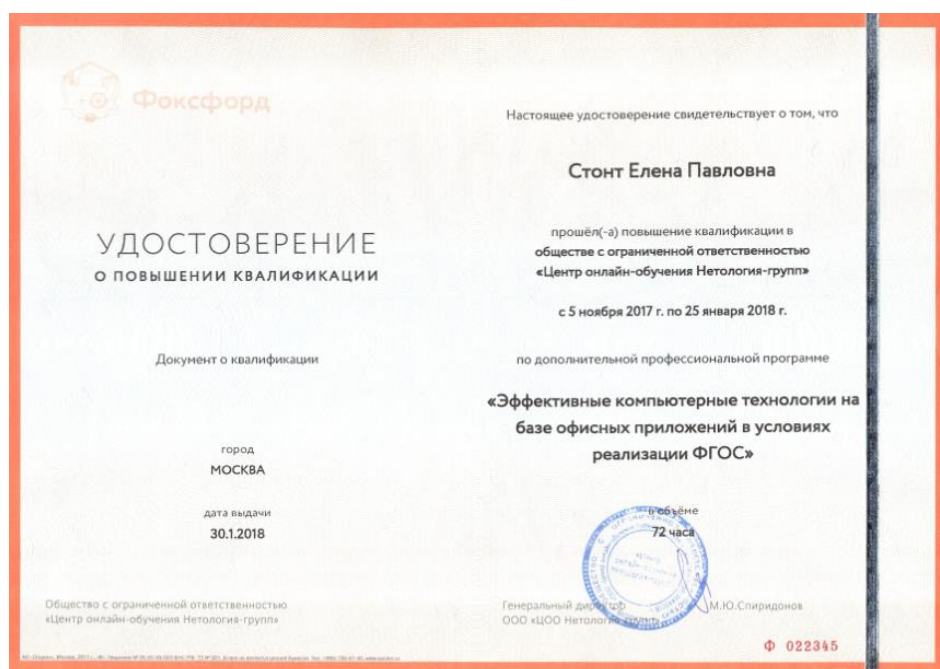 Фоксфорд
УДОСТОВЕРЕНИЕ
О ПОВЫШЕНИИ КВАЛИФИКАЦИИ
Документ о квалификации
город
МОСКВА
дата выдачи
30.1.2018
Общество с ограниченной ответственностью
«Центр онлайн-обучения Нетология-групп»
Настоящее удостоверение свидетельствует о том, что
Стонт Елена Павловна
прошёл(-а) повышение квалификации в
обществе с ограниченной ответственностью
«Центр онлайн-обучения Нетология-групп»
с 5 ноября 2017 г. по 25 января 2018 г.
по дополнительной профессиональной программе
«Эффективные компьютерные технологии на
базе офисных приложений в условиях
реализации ФГОС»
в объёме
72 часа
Генеральный директор
ООО «ЦОО Нетология-групп»
М.Ю.Спиридонов
Ф 022345